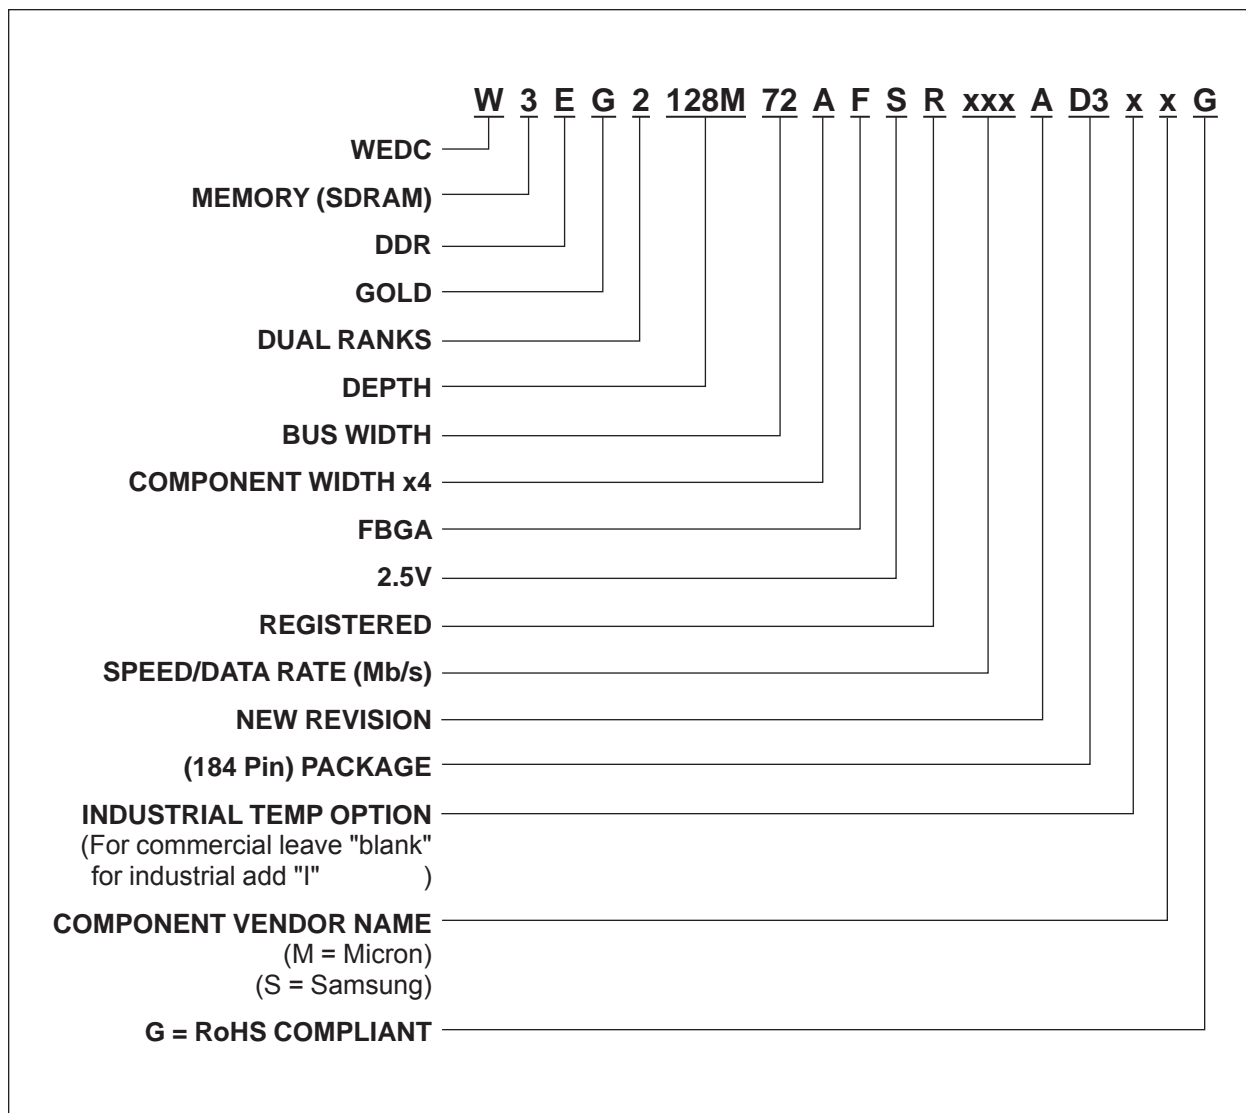 W 3 E G 2 128M 72 A F S R xxx A D3 x x G
WEDC
MEMORY (SDRAM)
DDR
GOLD
DUAL RANKS
DEPTH
BUS WIDTH
COMPONENT WIDTH x4
FBGA
2.5V
REGISTERED
SPEED/DATA RATE (Mb/s)
NEW REVISION
(184 Pin) PACKAGE
INDUSTRIAL TEMP OPTION
(For commercial leave "blank"
for industrial add "I" )
COMPONENT VENDOR NAME
(M = Micron)
(S = Samsung)
G = RoHS COMPLIANT